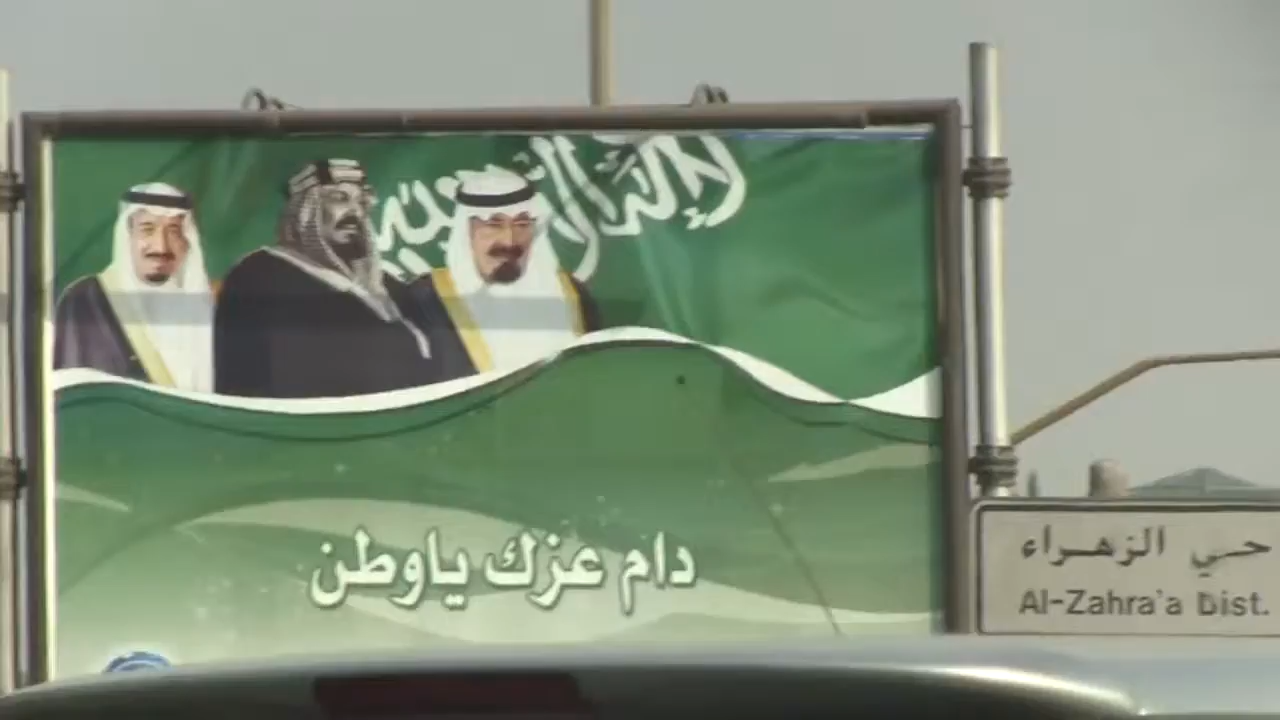 دام عزك ياوطن
حي الزهراء
Al-Zahra'a Dist.